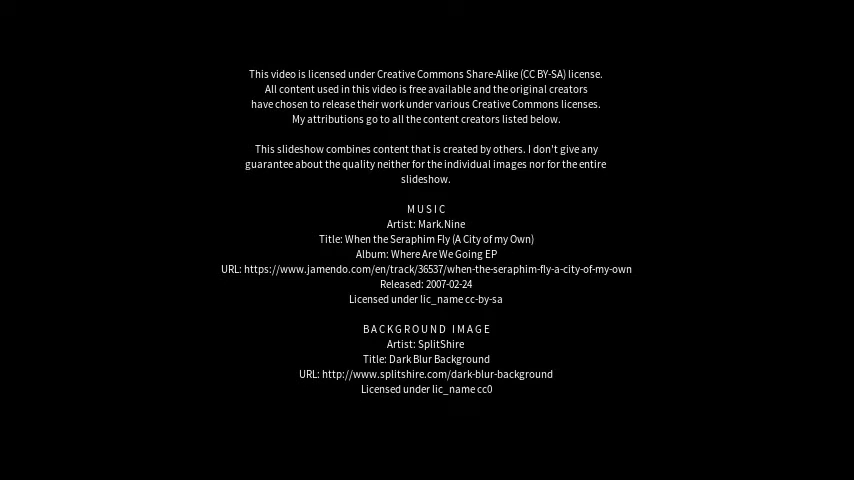 This video is licensed under Creative Commons Share-Alike (CC BY-SA) license.
All content used in this video is free available and the original creators
have chosen to release their work under various Creative Commons licenses.
My attributions go to all the content creators listed below.
This slideshow combines content that is created by others. I don't give any
guarantee about the quality neither for the individual images nor for the entire
slideshow.
MUSIC
Artist: Mark.Nine
Title: When the Seraphim Fly (A City of my Own)
Album: Where Are We Going EP
URL: https://www.jamendo.com/en/track/36537/when-the-seraphim-fly-a-city-of-my-own
Released: 2007-02-24
Licensed under lic_name cc-by-sa
BACKGROUND IMAGE
Artist: SplitShire
Title: Dark Blur Background
URL: http://www.splitshire.com/dark-blur-background
Licensed under lic_name cc0